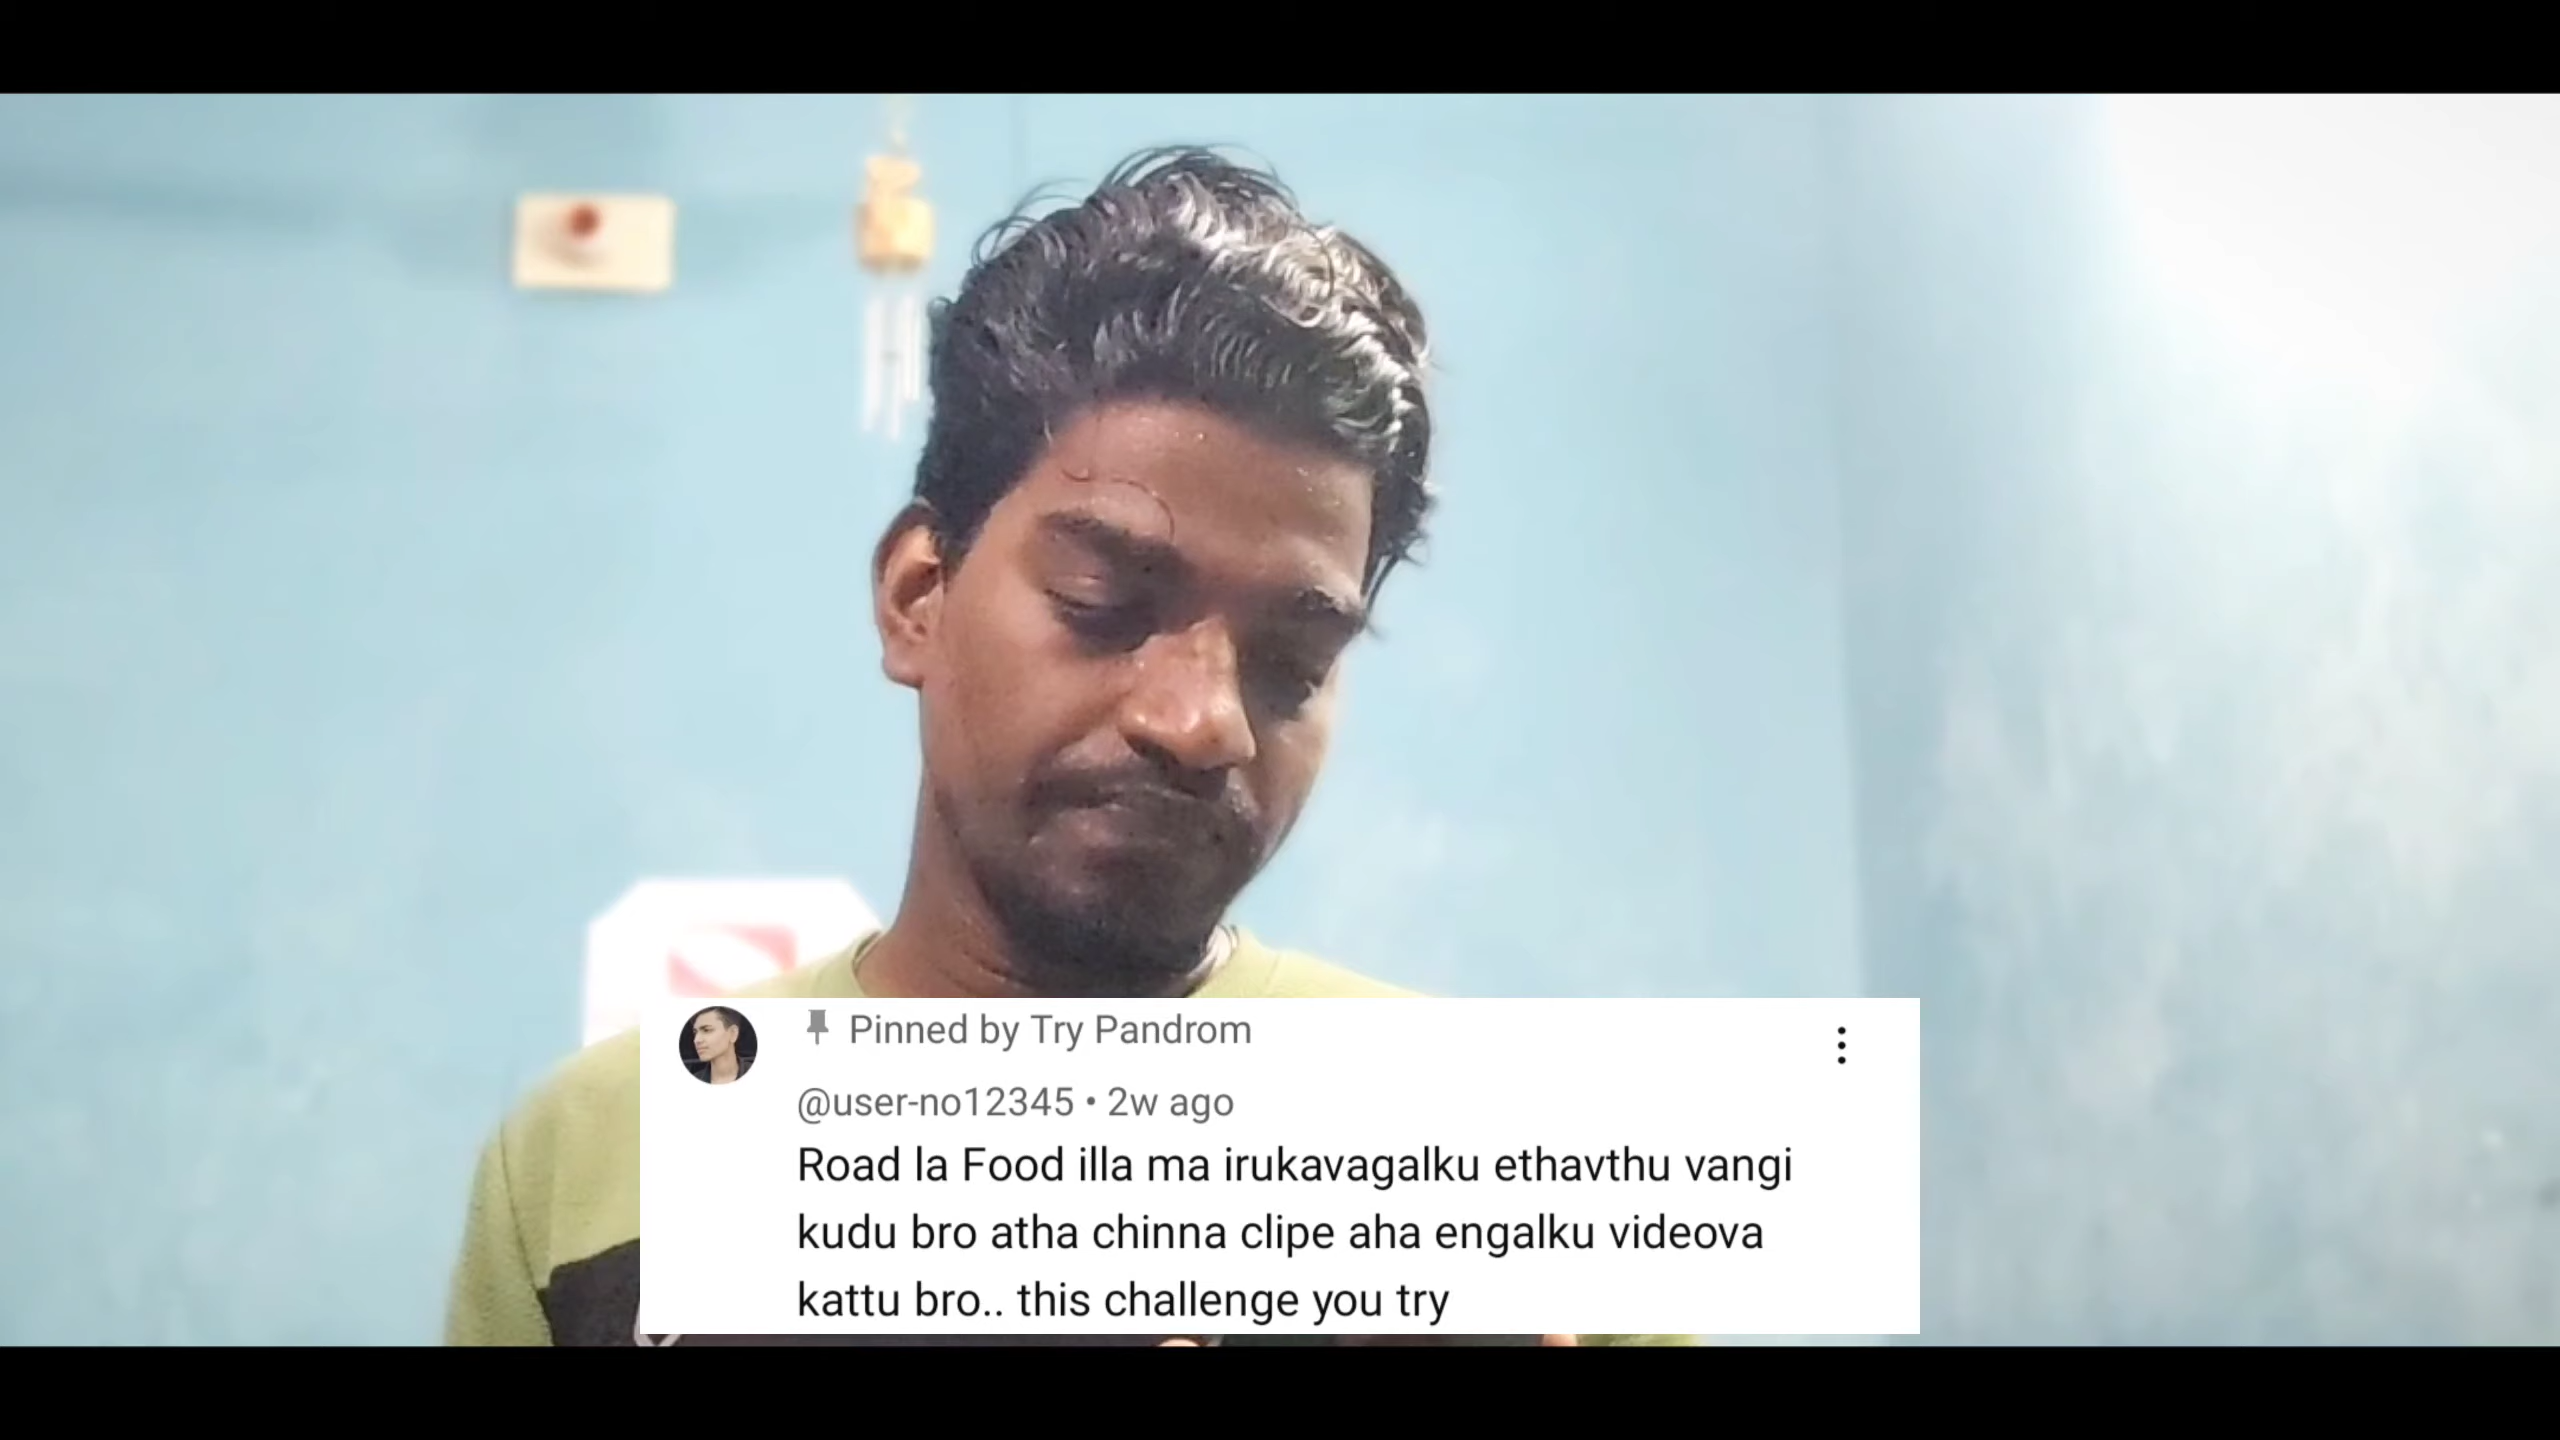 Pinned by Try Pandrom
@user-no12345 • 2w ago
Road la Food illa ma irukavagalku ethavthu vangi
kudu bro atha chinna clipe aha engalku videova
kattu bro.. this challenge you try